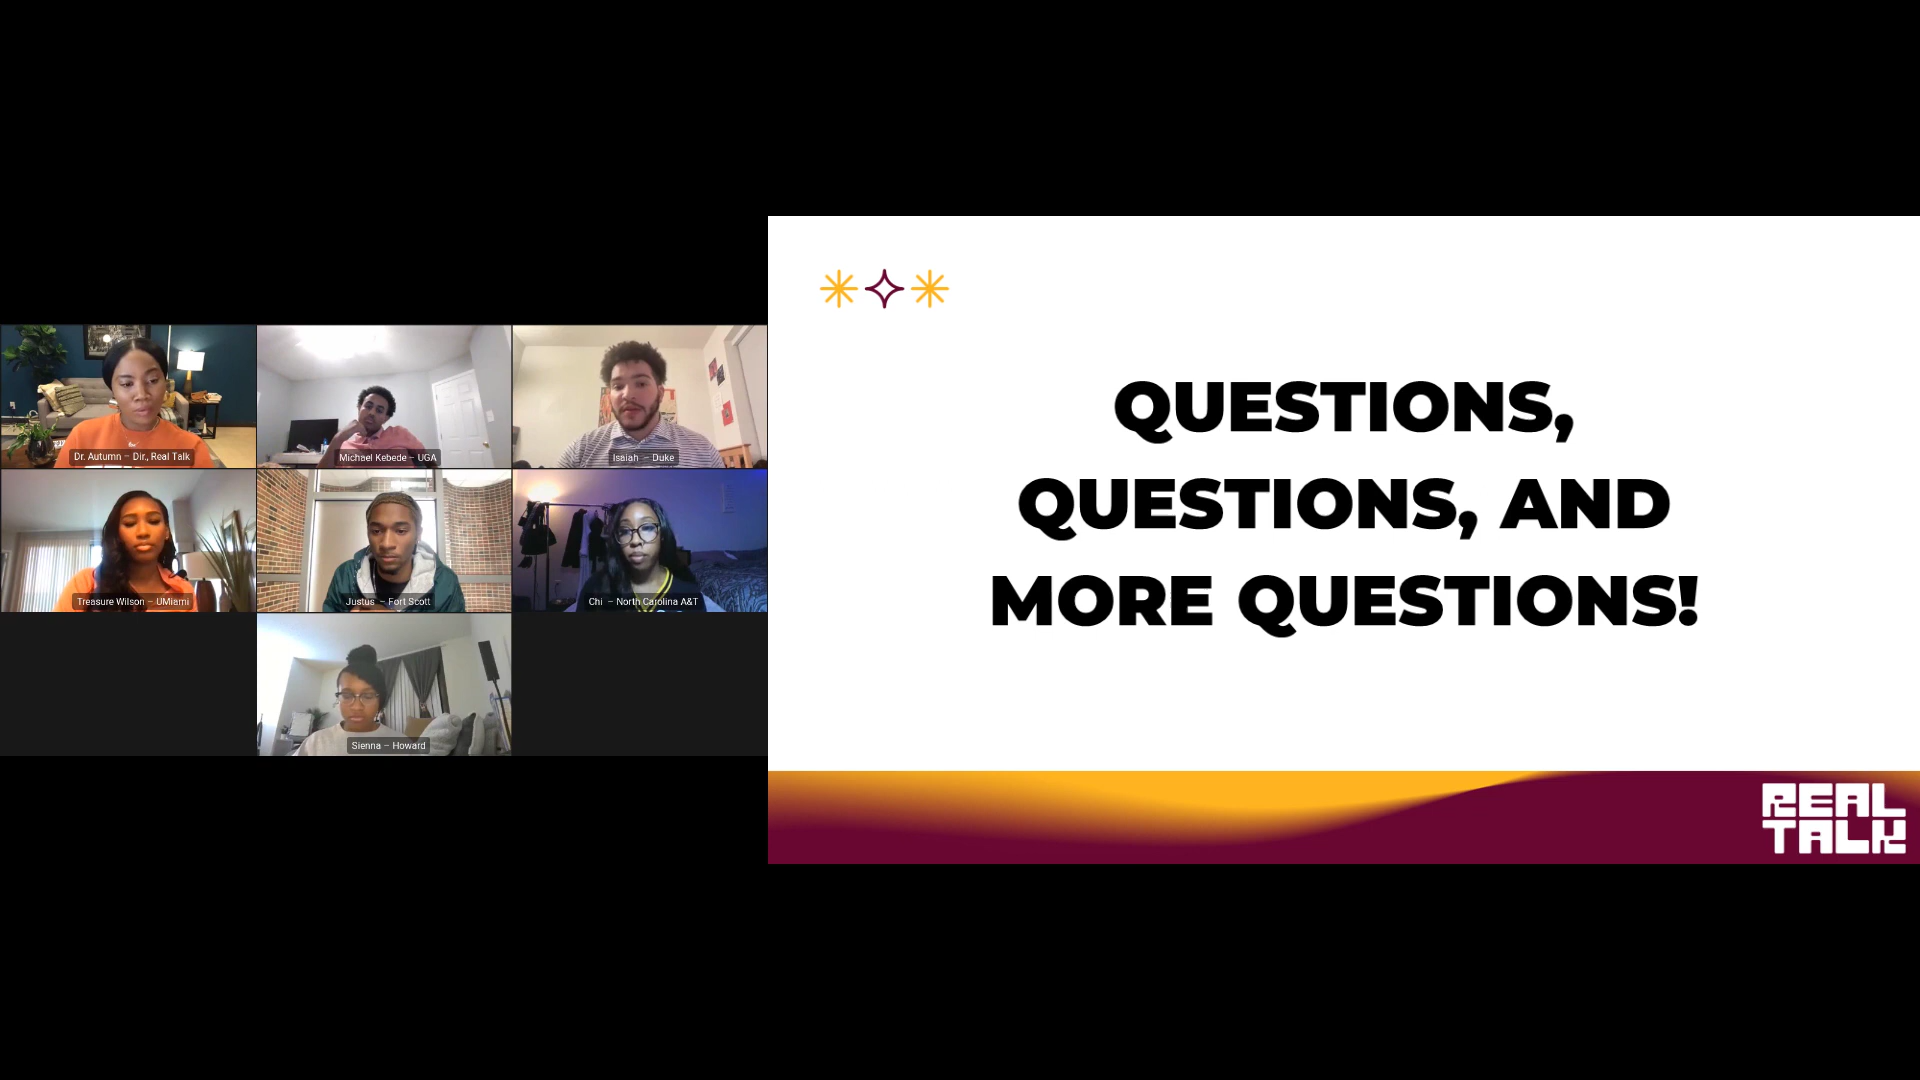 Dr. Autumn – Dir., Real Talk
Michael Kebede – UGA
Isaiah – Duke
Treasure Wilson – UMiami
Justus – Fort Scott
Chi – North Carolina A&T
Sienna – Howard
QUESTIONS,
QUESTIONS, AND
MORE QUESTIONS!
REAL
TALK